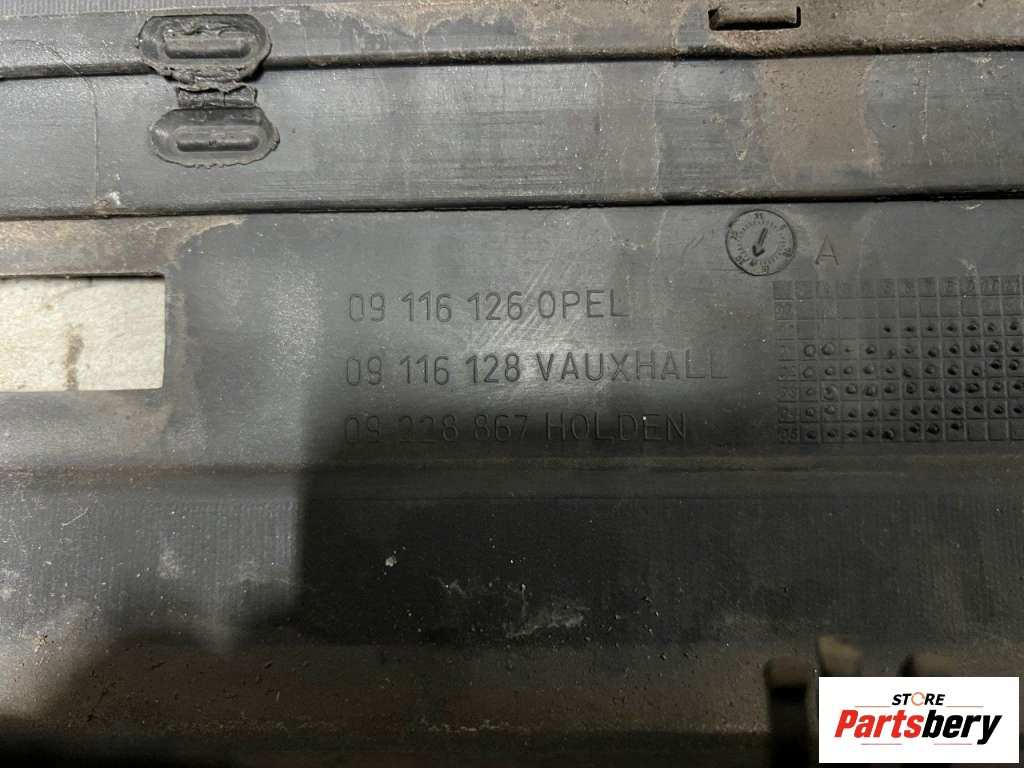 A
09 116 126 OPEL
09 116 128 VAUXHALL
09 228 867 HOLDEN
STORE
Partsbery